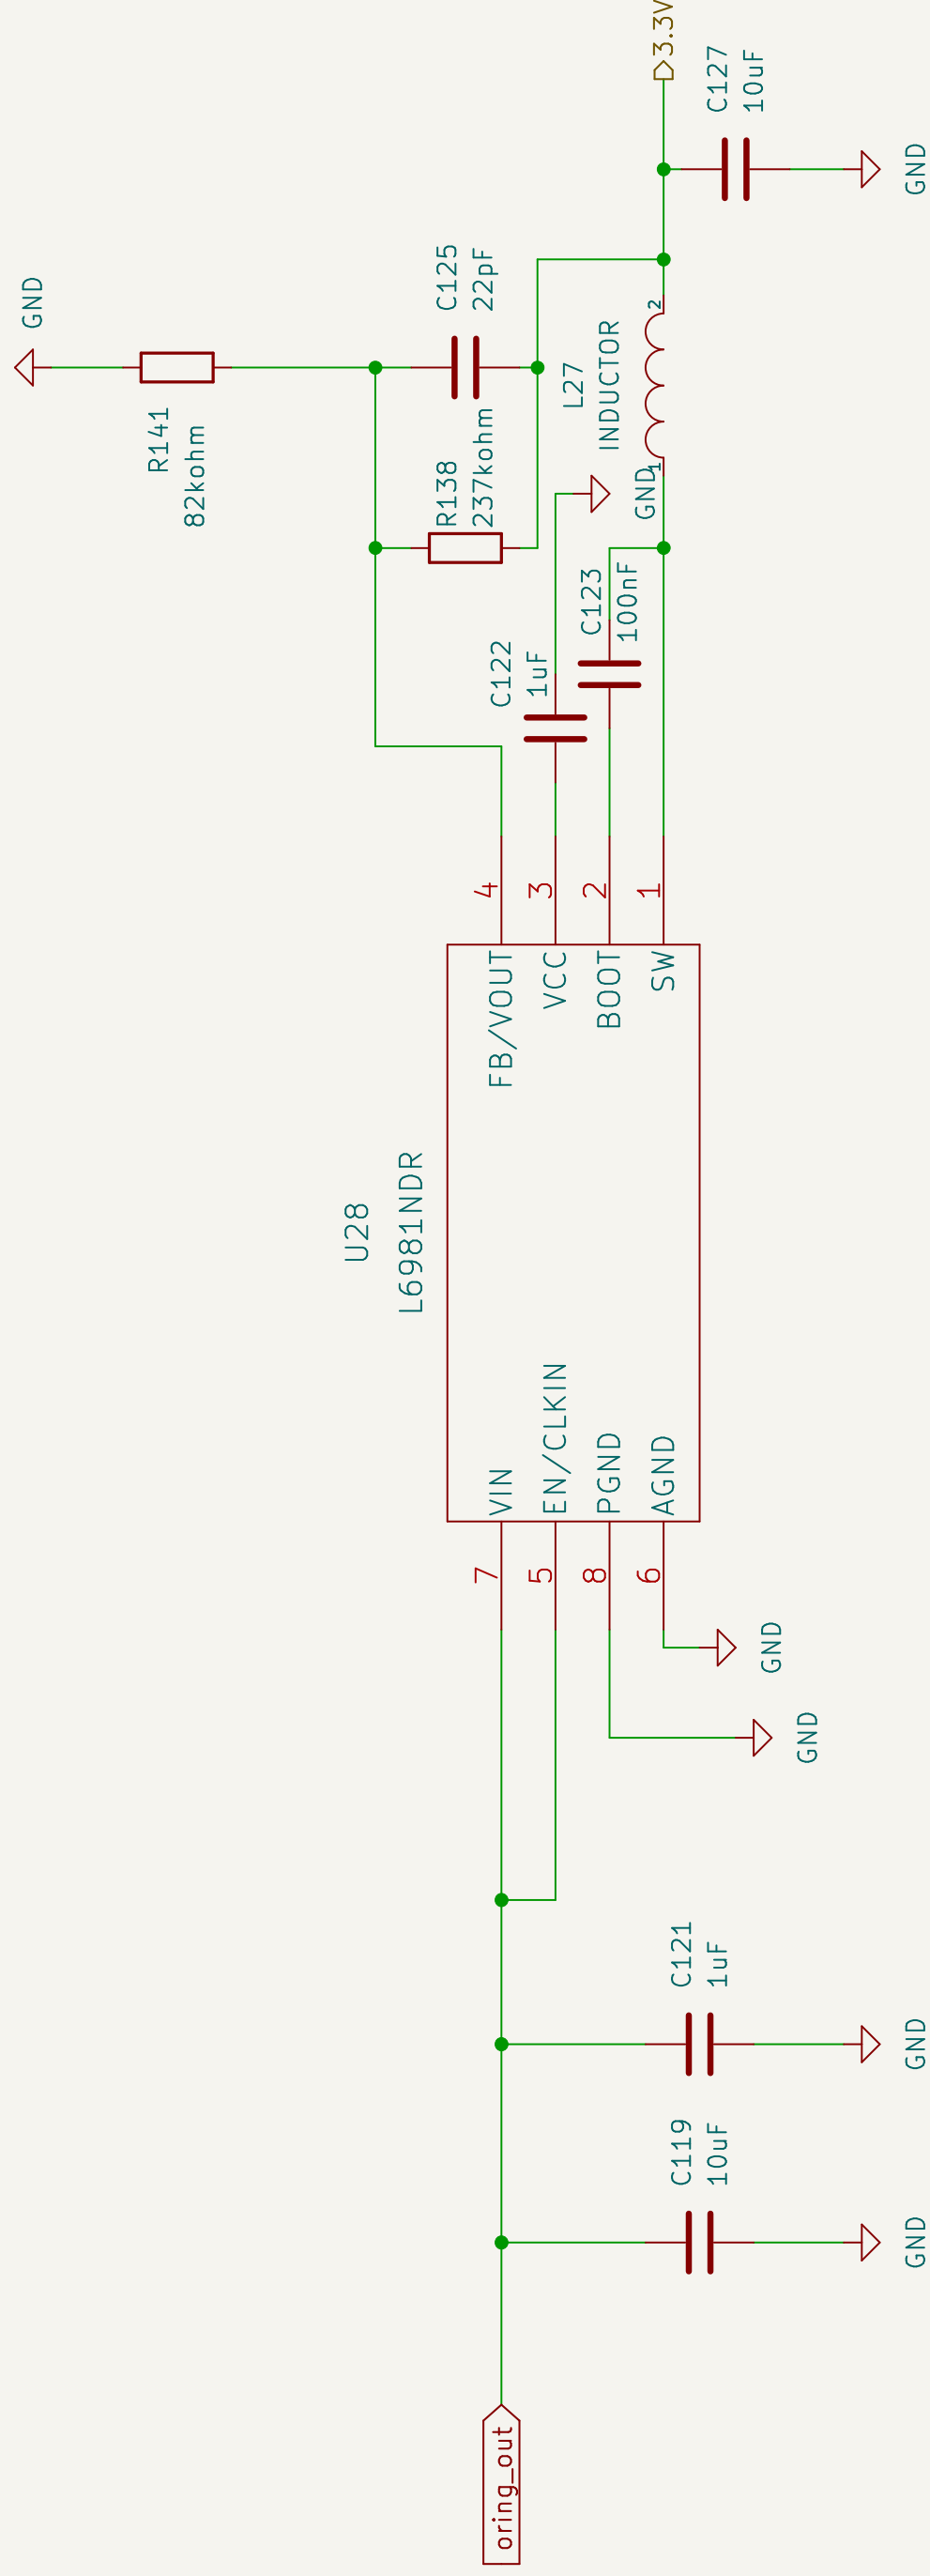 oring_out
C119
10uF
GND
C121
1uF
GND
GND
GND
7
5
8
6
VIN
EN/CLKIN
PGND
AGND
U28
L6981NDR
FB/VOUT
VCC
BOOT
SW
4
3
2
1
C122
1uF
C123
100nF
GND
R138
237kohm
C125
22pF
R141
82kohm
GND
L27
INDUCTOR
1
2
C127
10uF
GND
3.3V